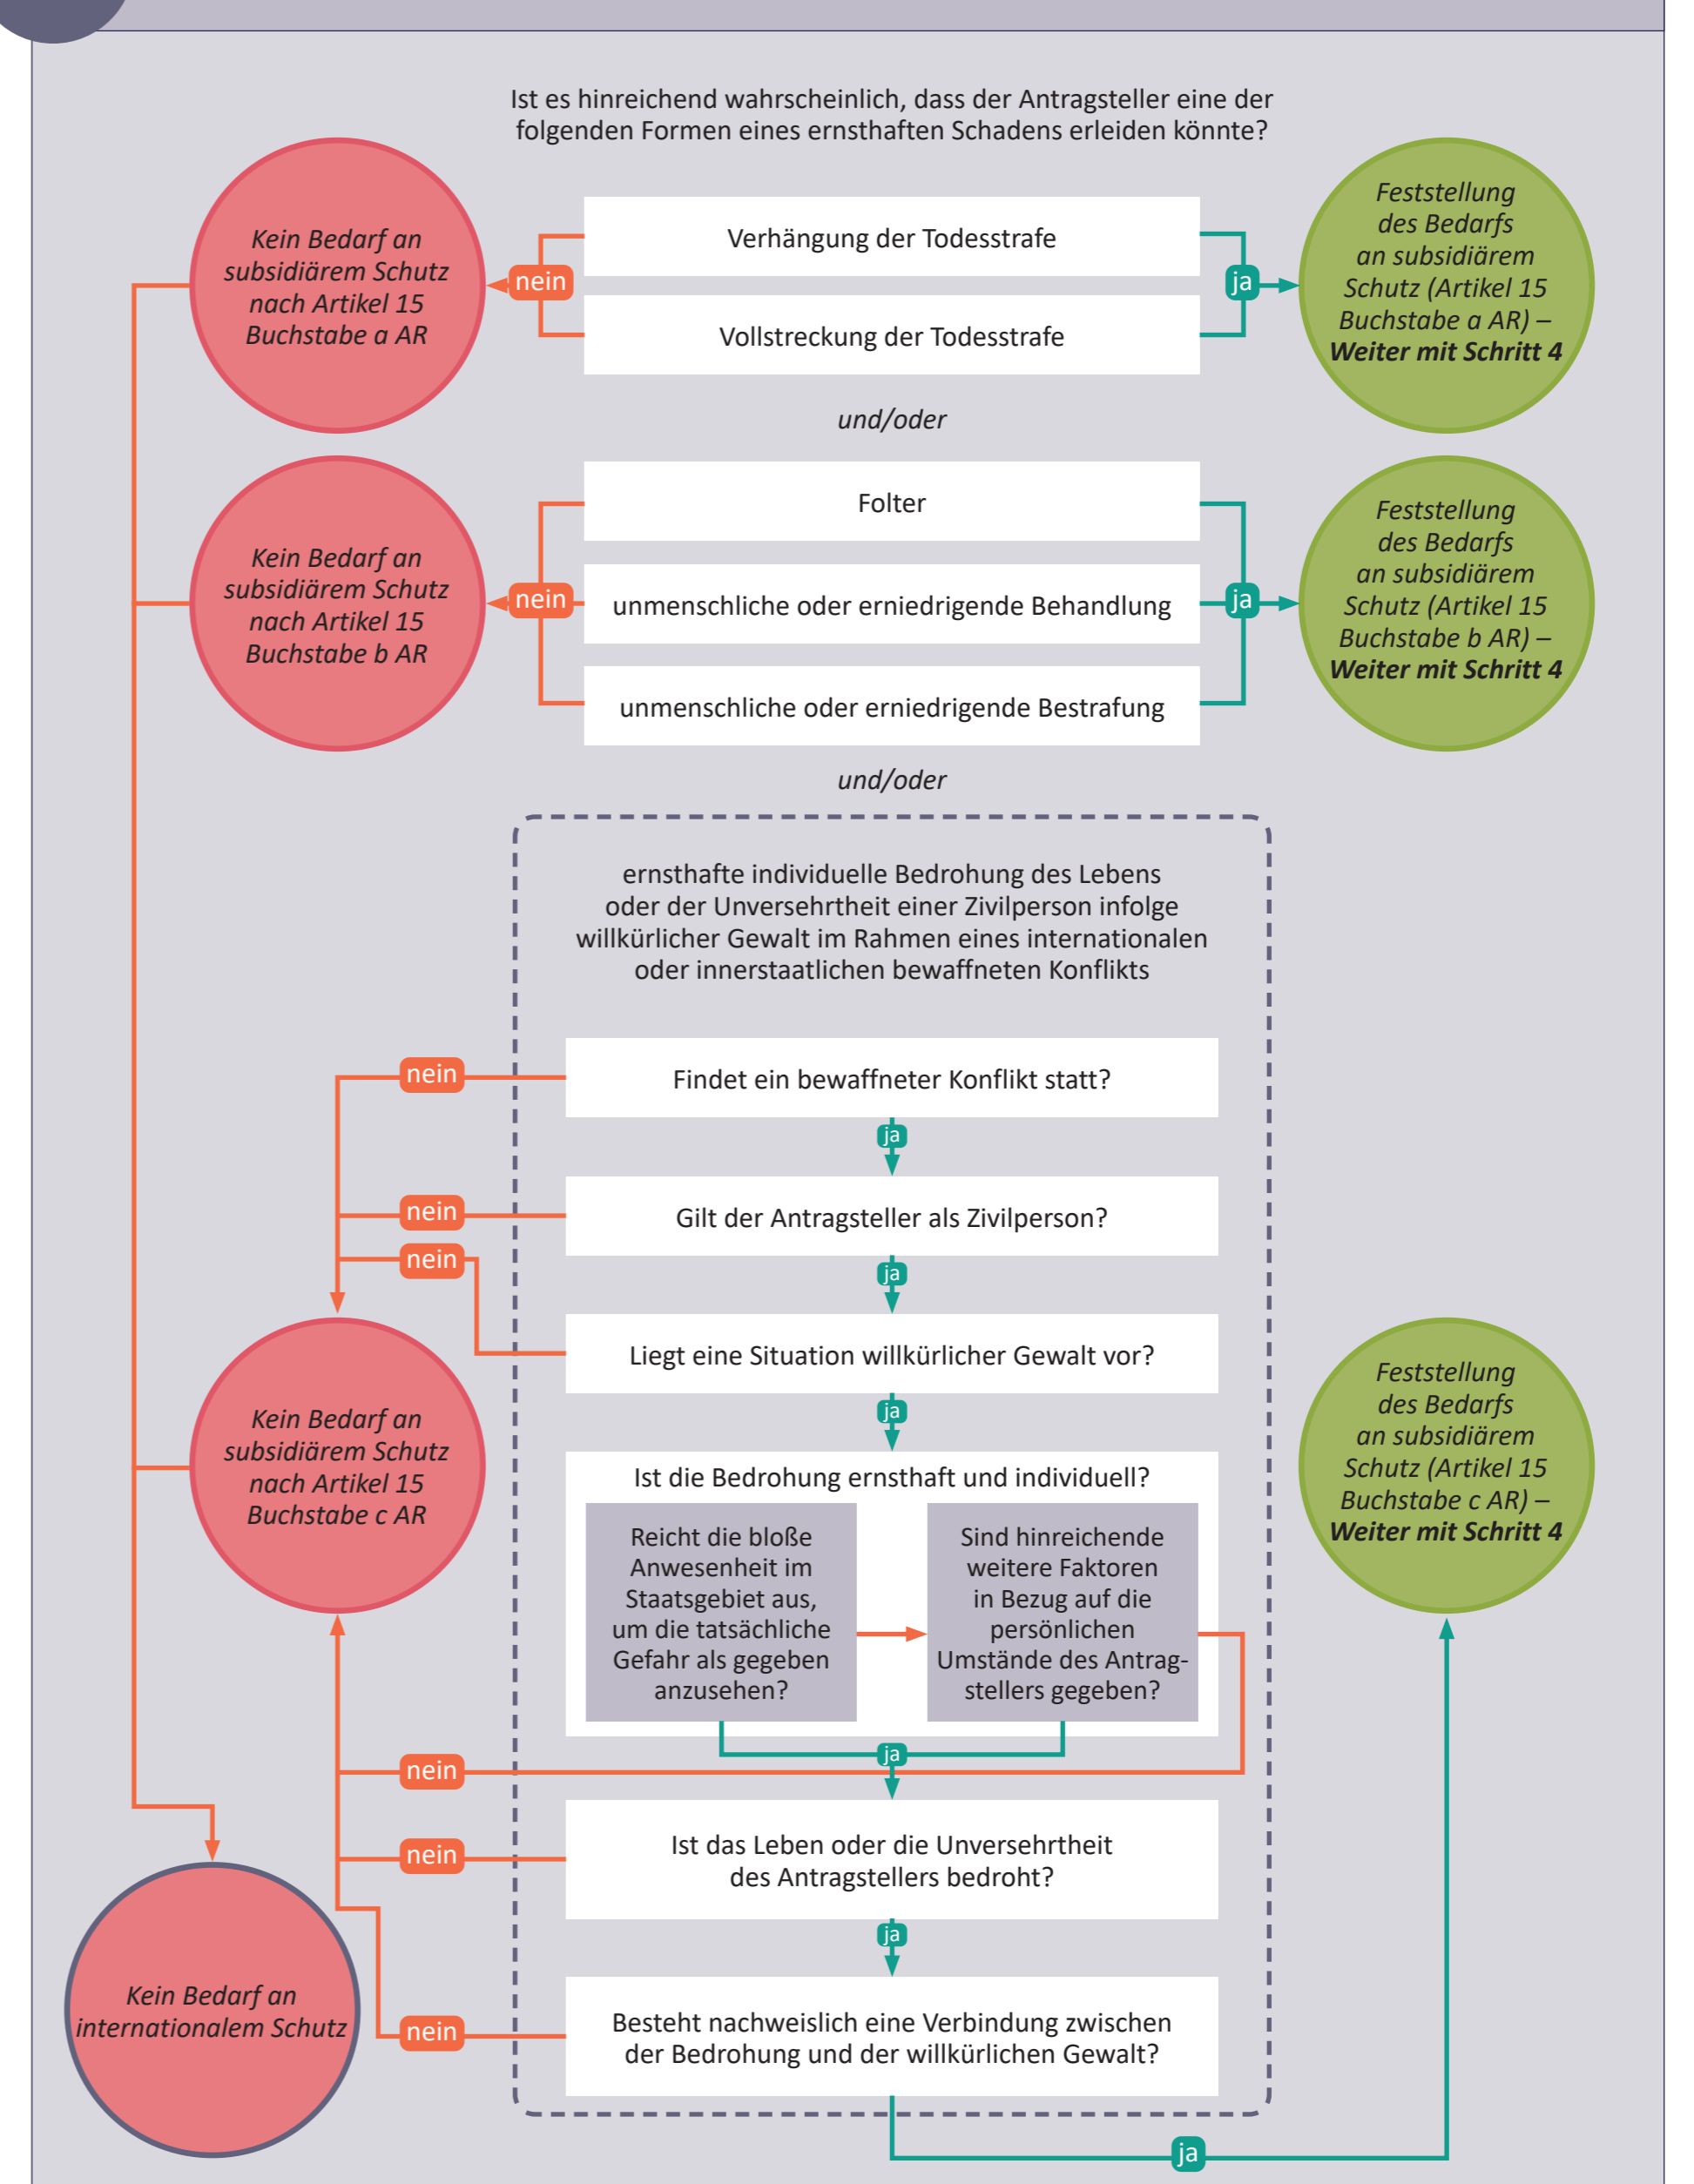 Ist es hinreichend wahrscheinlich, dass der Antragsteller eine der
folgenden Formen eines ernsthaften Schadens erleiden könnte?
Kein Bedarf an
subsidiärem Schutz
nach Artikel 15
Buchstabe a AR
nein
Verhängung der Todesstrafe
Vollstreckung der Todesstrafe
ja
Feststellung
des Bedarfs
an subsidiärem
Schutz (Artikel 15
Buchstabe a AR) –
Weiter mit Schritt 4
und/oder
Kein Bedarf an
subsidiärem Schutz
nach Artikel 15
Buchstabe b AR
nein
Folter
unmenschliche oder erniedrigende Behandlung
unmenschliche oder erniedrigende Bestrafung
ja
Feststellung
des Bedarfs
an subsidiärem
Schutz (Artikel 15
Buchstabe b AR) –
Weiter mit Schritt 4
und/oder
ernsthafte individuelle Bedrohung des Lebens
oder der Unversehrtheit einer Zivilperson infolge
willkürlicher Gewalt im Rahmen eines internationalen
oder innerstaatlichen bewaffneten Konflikts
nein
Findet ein bewaffneter Konflikt statt?
ja
nein
Gilt der Antragsteller als Zivilperson?
nein
ja
Liegt eine Situation willkürlicher Gewalt vor?
ja
Kein Bedarf an
subsidiärem Schutz
nach Artikel 15
Buchstabe c AR
Ist die Bedrohung ernsthaft und individuell?
Reicht die bloße
Anwesenheit im
Staatsgebiet aus,
um die tatsächliche
Gefahr als gegeben
anzusehen?
Sind hinreichende
weitere Faktoren
in Bezug auf die
persönlichen
Umstände des Antrag-
stellers gegeben?
Feststellung
des Bedarfs
an subsidiärem
Schutz (Artikel 15
Buchstabe c AR) –
Weiter mit Schritt 4
ja
nein
nein
Ist das Leben oder die Unversehrtheit
des Antragstellers bedroht?
ja
Kein Bedarf an
internationalem Schutz
nein
Besteht nachweislich eine Verbindung zwischen
der Bedrohung und der willkürlichen Gewalt?
ja